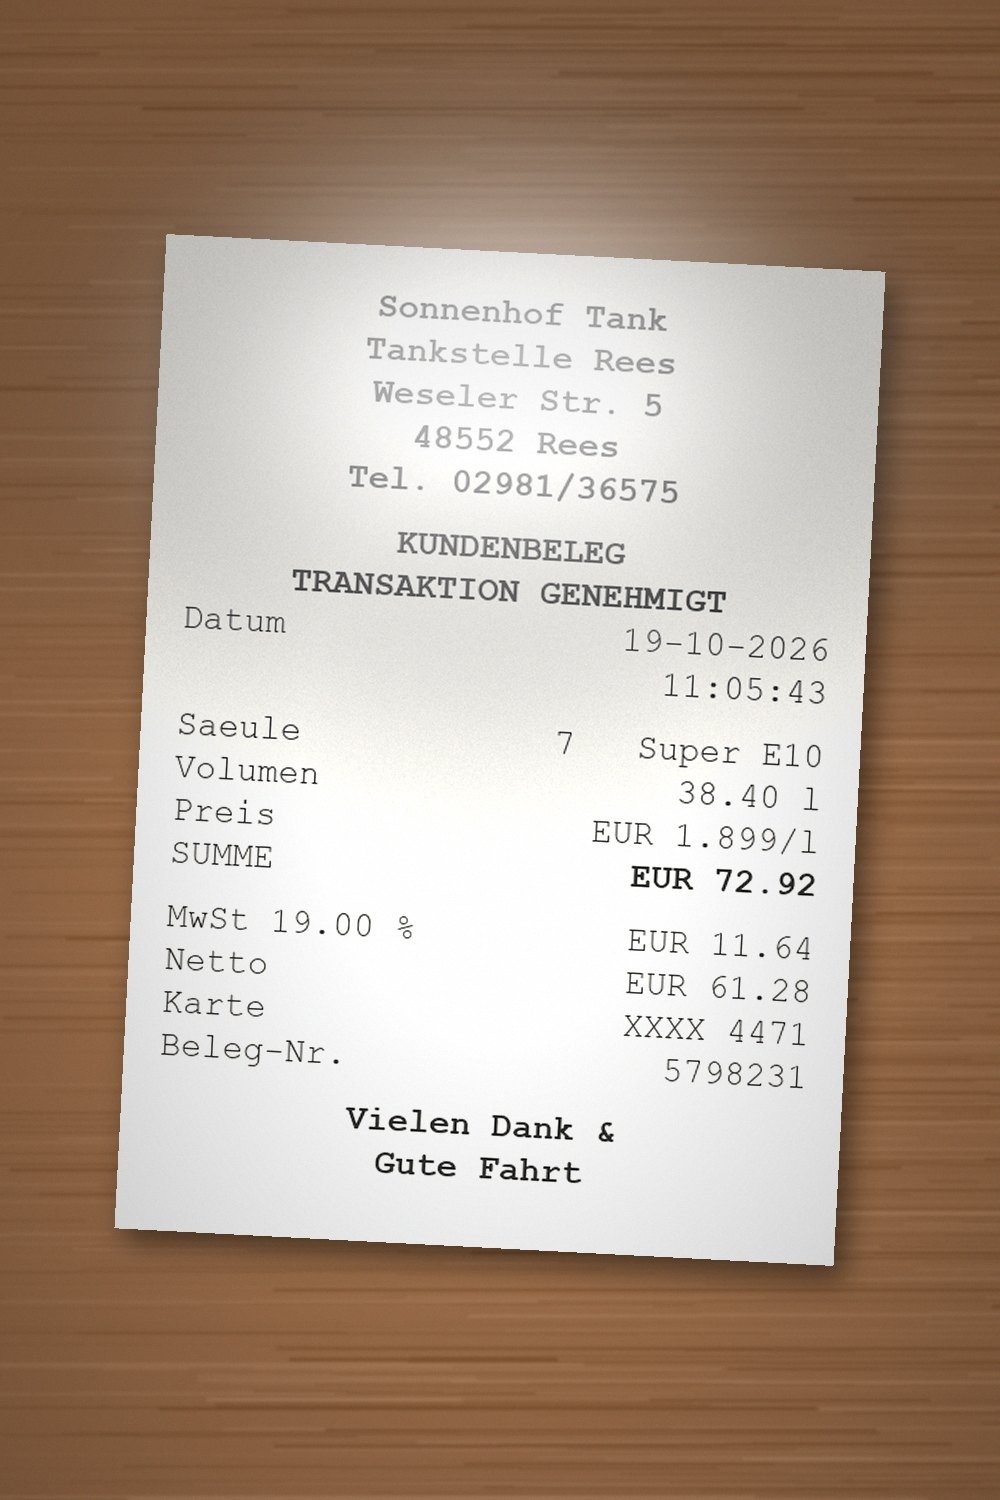 Sonnenhof Tank
Tankstelle Rees
Weseler Str. 5
48552 Rees
Tel. 02981/36575
KUNDENBELEG
TRANSAKTION GENEHMIGT
Datum 19-10-2026
11:05:43
Saeule 7 Super E10
Volumen 38.40 l
Preis EUR 1.899/l
SUMME EUR 72.92
MwSt 19.00 % EUR 11.64
Netto EUR 61.28
Karte XXXX 4471
Beleg-Nr. 5798231
Vielen Dank &
Gute Fahrt